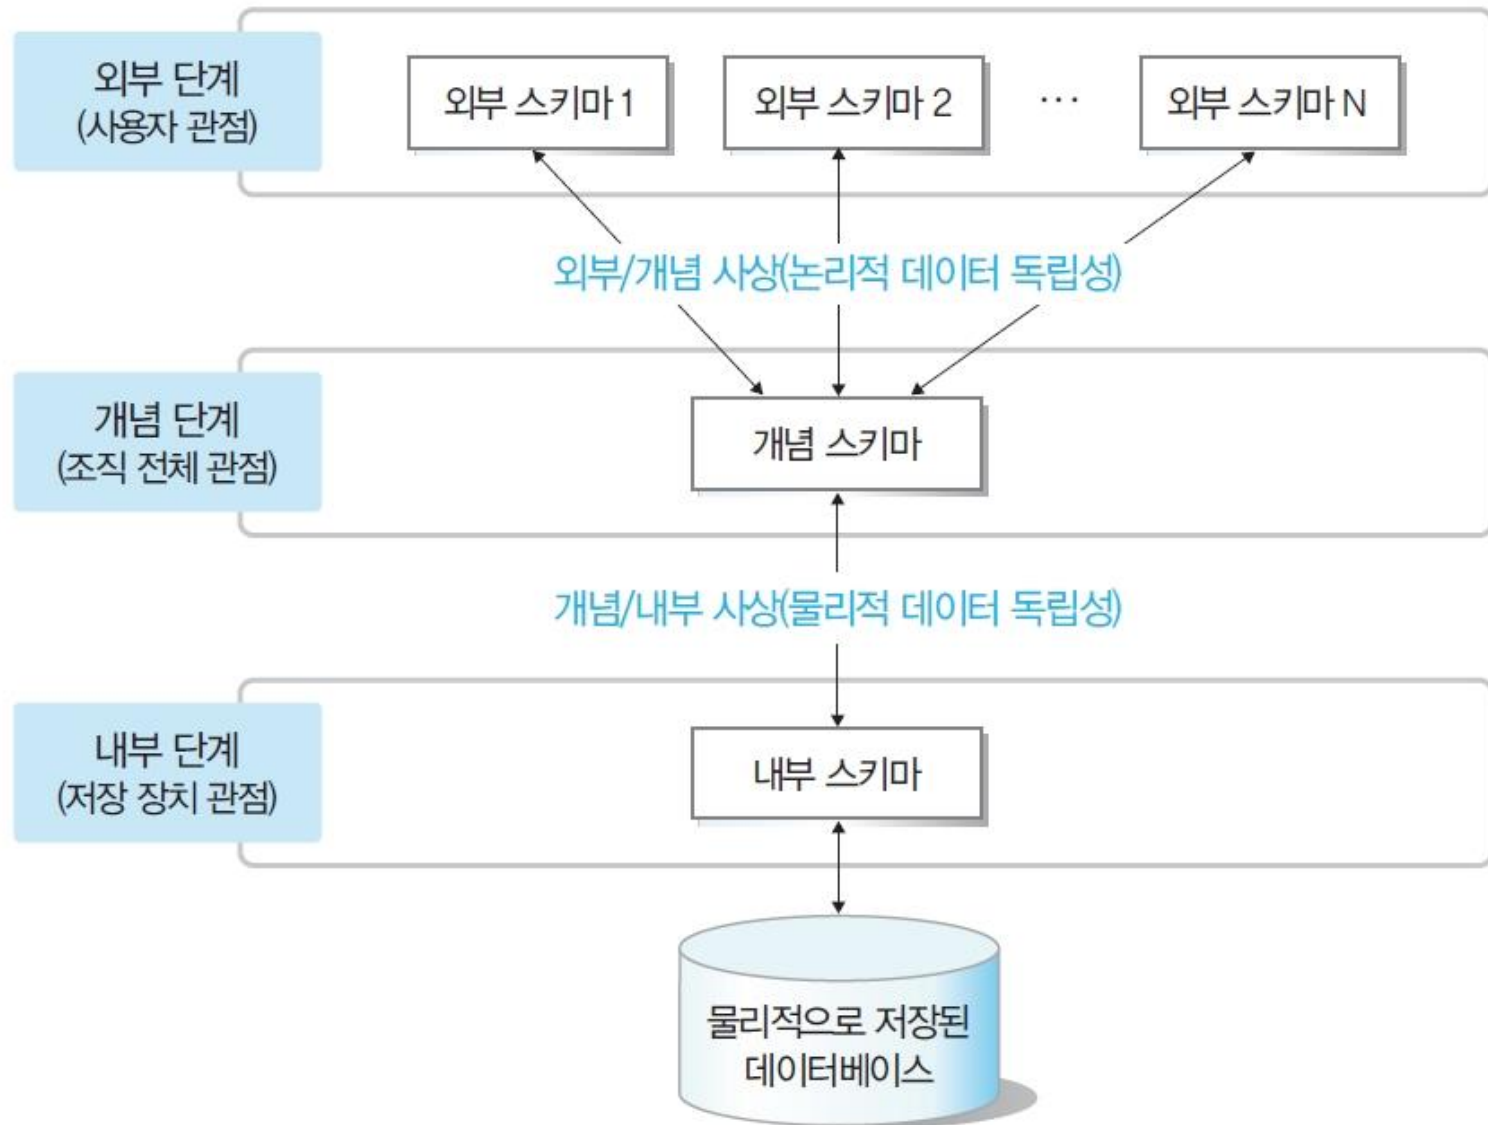 외부 단계
(사용자 관점)
외부 스키마 1
외부 스키마 2
…
외부 스키마 N
외부/개념 사상(논리적 데이터 독립성)
개념 단계
(조직 전체 관점)
개념 스키마
개념/내부 사상(물리적 데이터 독립성)
내부 단계
(저장 장치 관점)
내부 스키마
물리적으로 저장된
데이터베이스